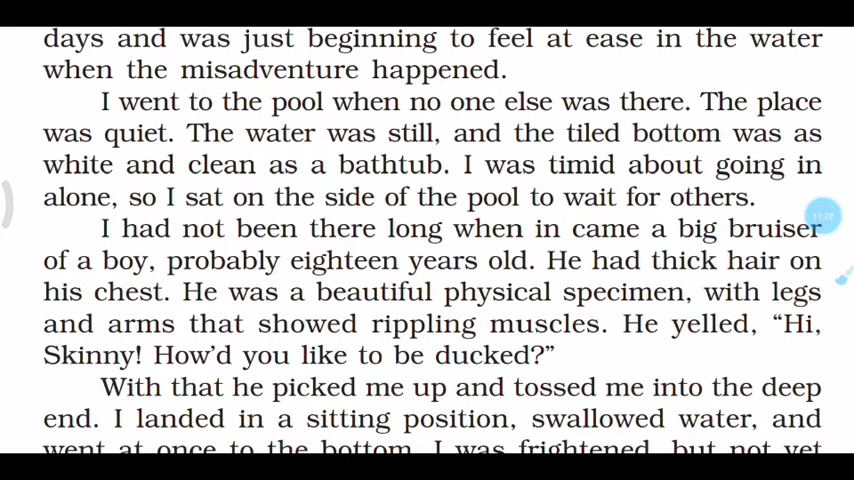 days and was just beginning to feel at ease in the water
when the misadventure happened.
I went to the pool when no one else was there. The place
was quiet. The water was still, and the tiled bottom was as
white and clean as a bathtub. I was timid about going in
alone, so I sat on the side of the pool to wait for others.
I had not been there long when in came a big bruiser
of a boy, probably eighteen years old. He had thick hair on
his chest. He was a beautiful physical specimen, with legs
and arms that showed rippling muscles. He yelled, “Hi,
Skinny! How’d you like to be ducked?”
With that he picked me up and tossed me into the deep
end. I landed in a sitting position, swallowed water, and
went at once to the bottom. I was frightened, but not yet
11:28